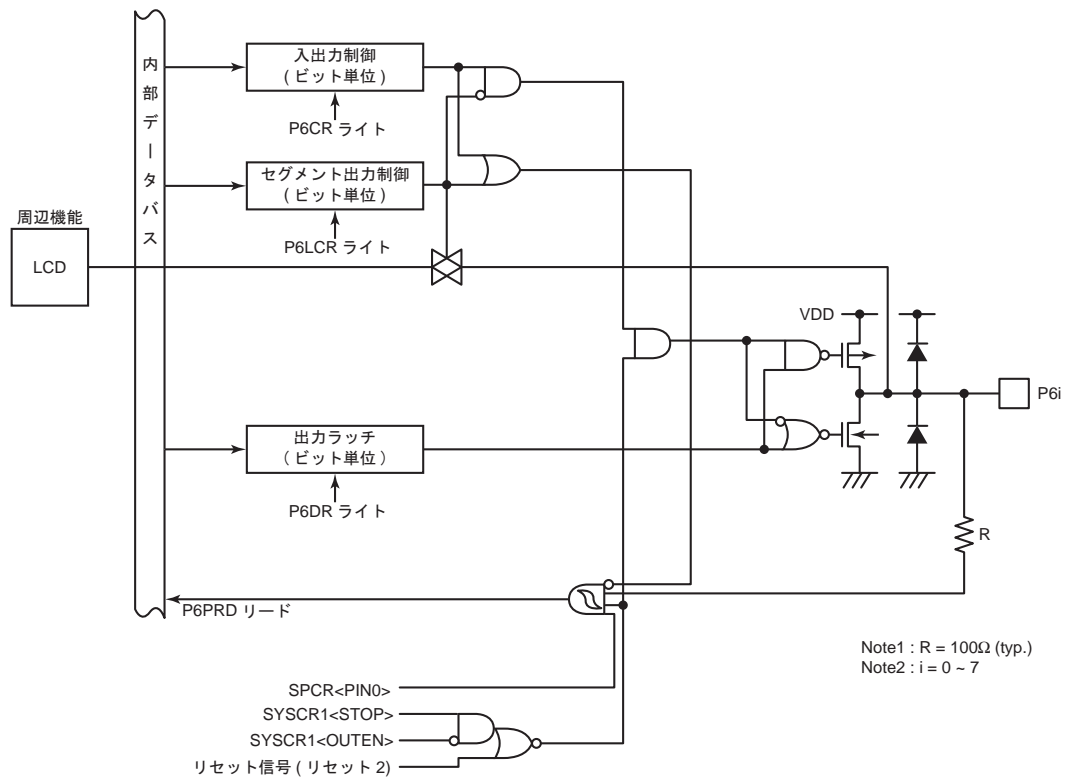 内部データバス
入出力制御
( ビット単位 )
P6CR ライト
セグメント出力制御
( ビット単位 )
P6LCR ライト
周辺機能
LCD
VDD
P6i
出力ラッチ
( ビット単位 )
P6DR ライト
R
P6PRD リード
Note1 : R = 100Ω (typ.)
Note2 : i = 0 ~ 7
SPCR<PIN0>
SYSCR1<STOP>
SYSCR1<OUTEN>
リセット信号 ( リセット 2)